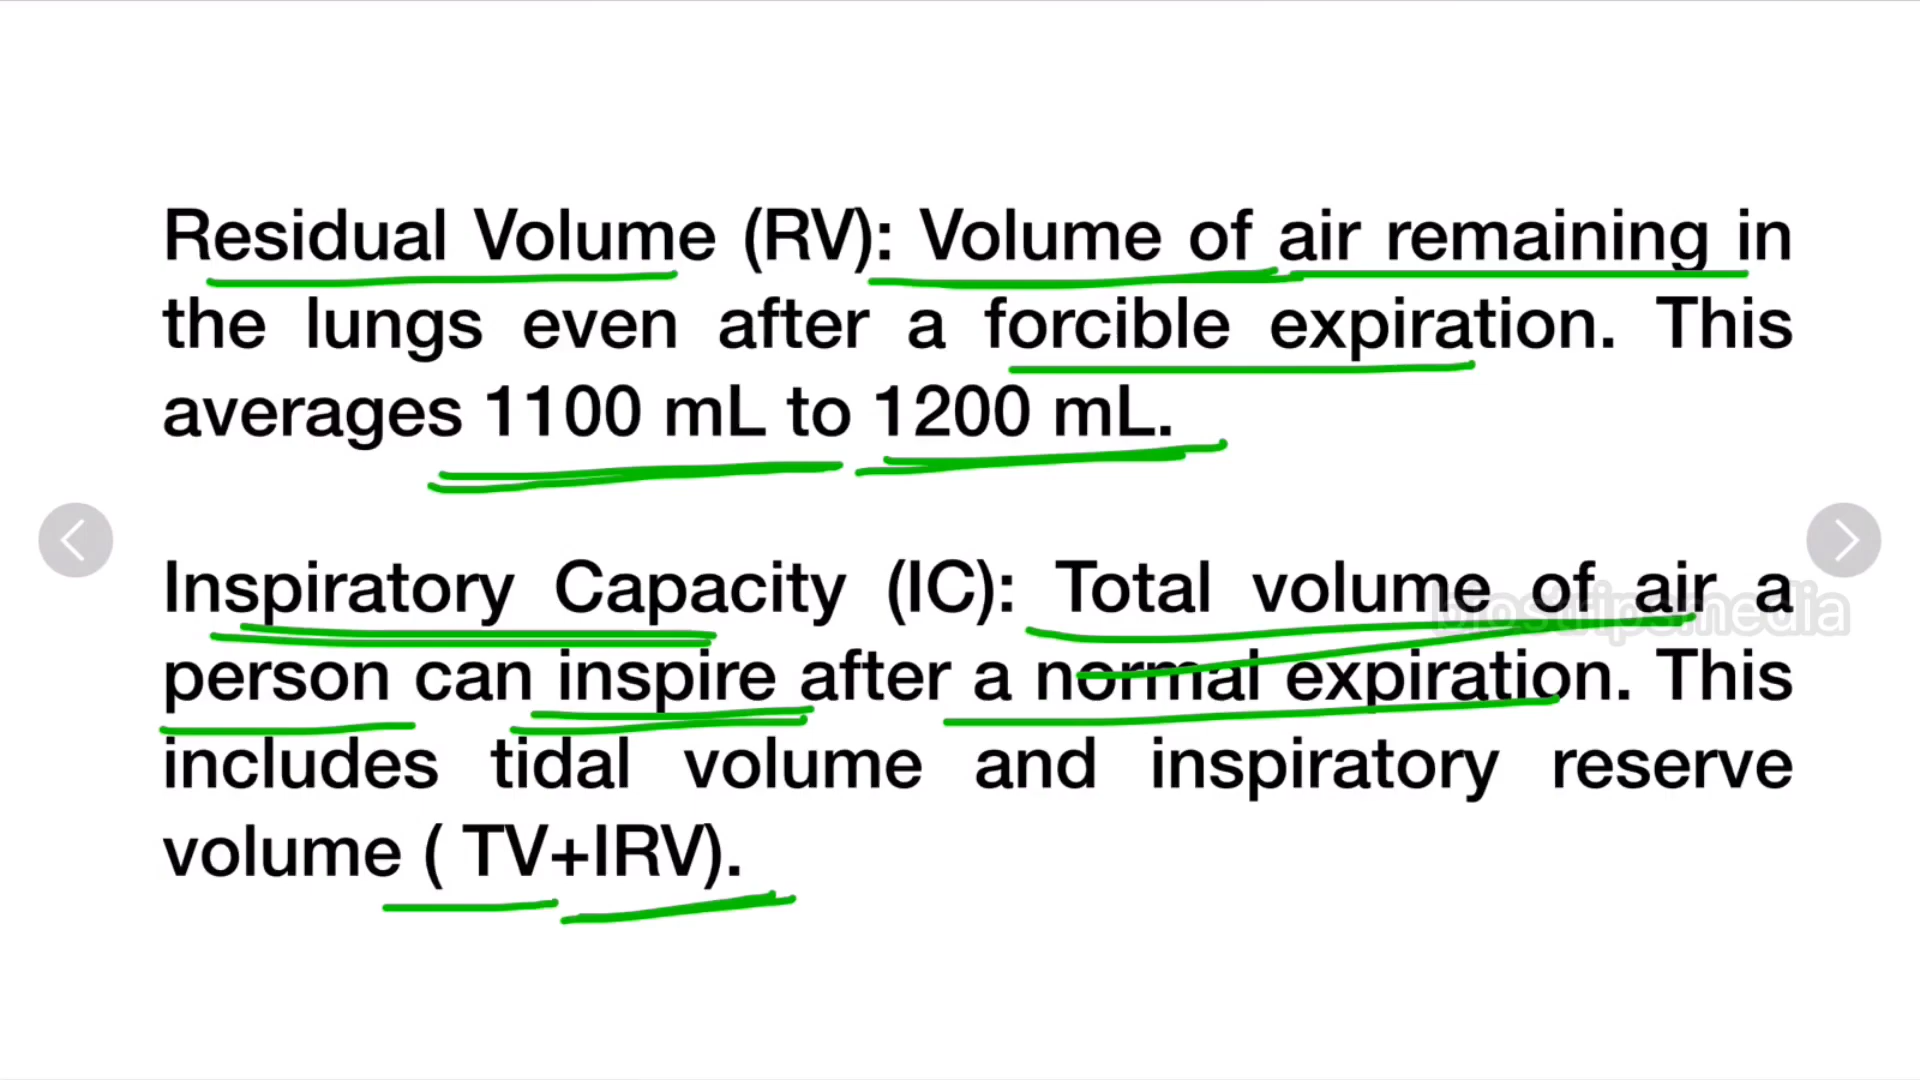 Residual Volume (RV): Volume of air remaining in
the lungs even after a forcible expiration. This
averages 1100 mL to 1200 mL.
Inspiratory Capacity (IC): Total volume of air a
biostripsmedia
person can inspire after a normal expiration. This
includes tidal volume and inspiratory reserve
volume ( TV+IRV).